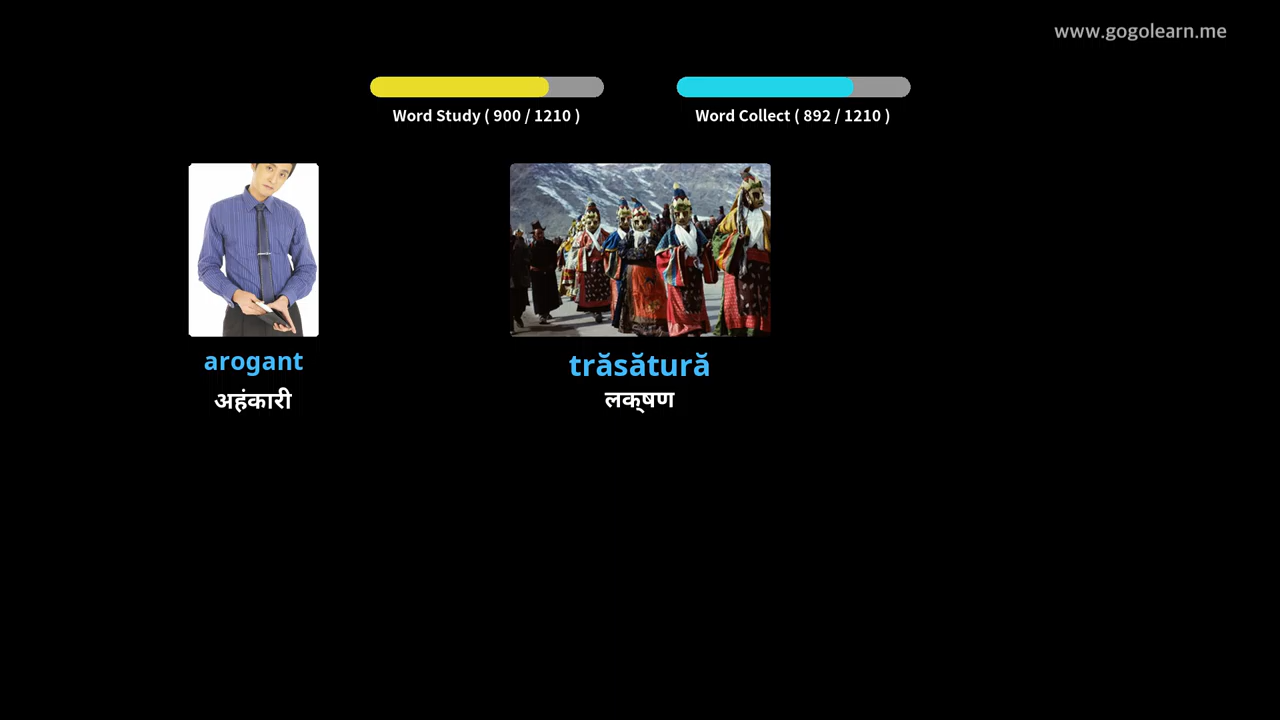 www.gogolearn.me
Word Study ( 900 / 1210 )
Word Collect ( 892 / 1210 )
arogant
अहंकारी
trăsătură
लक्षण